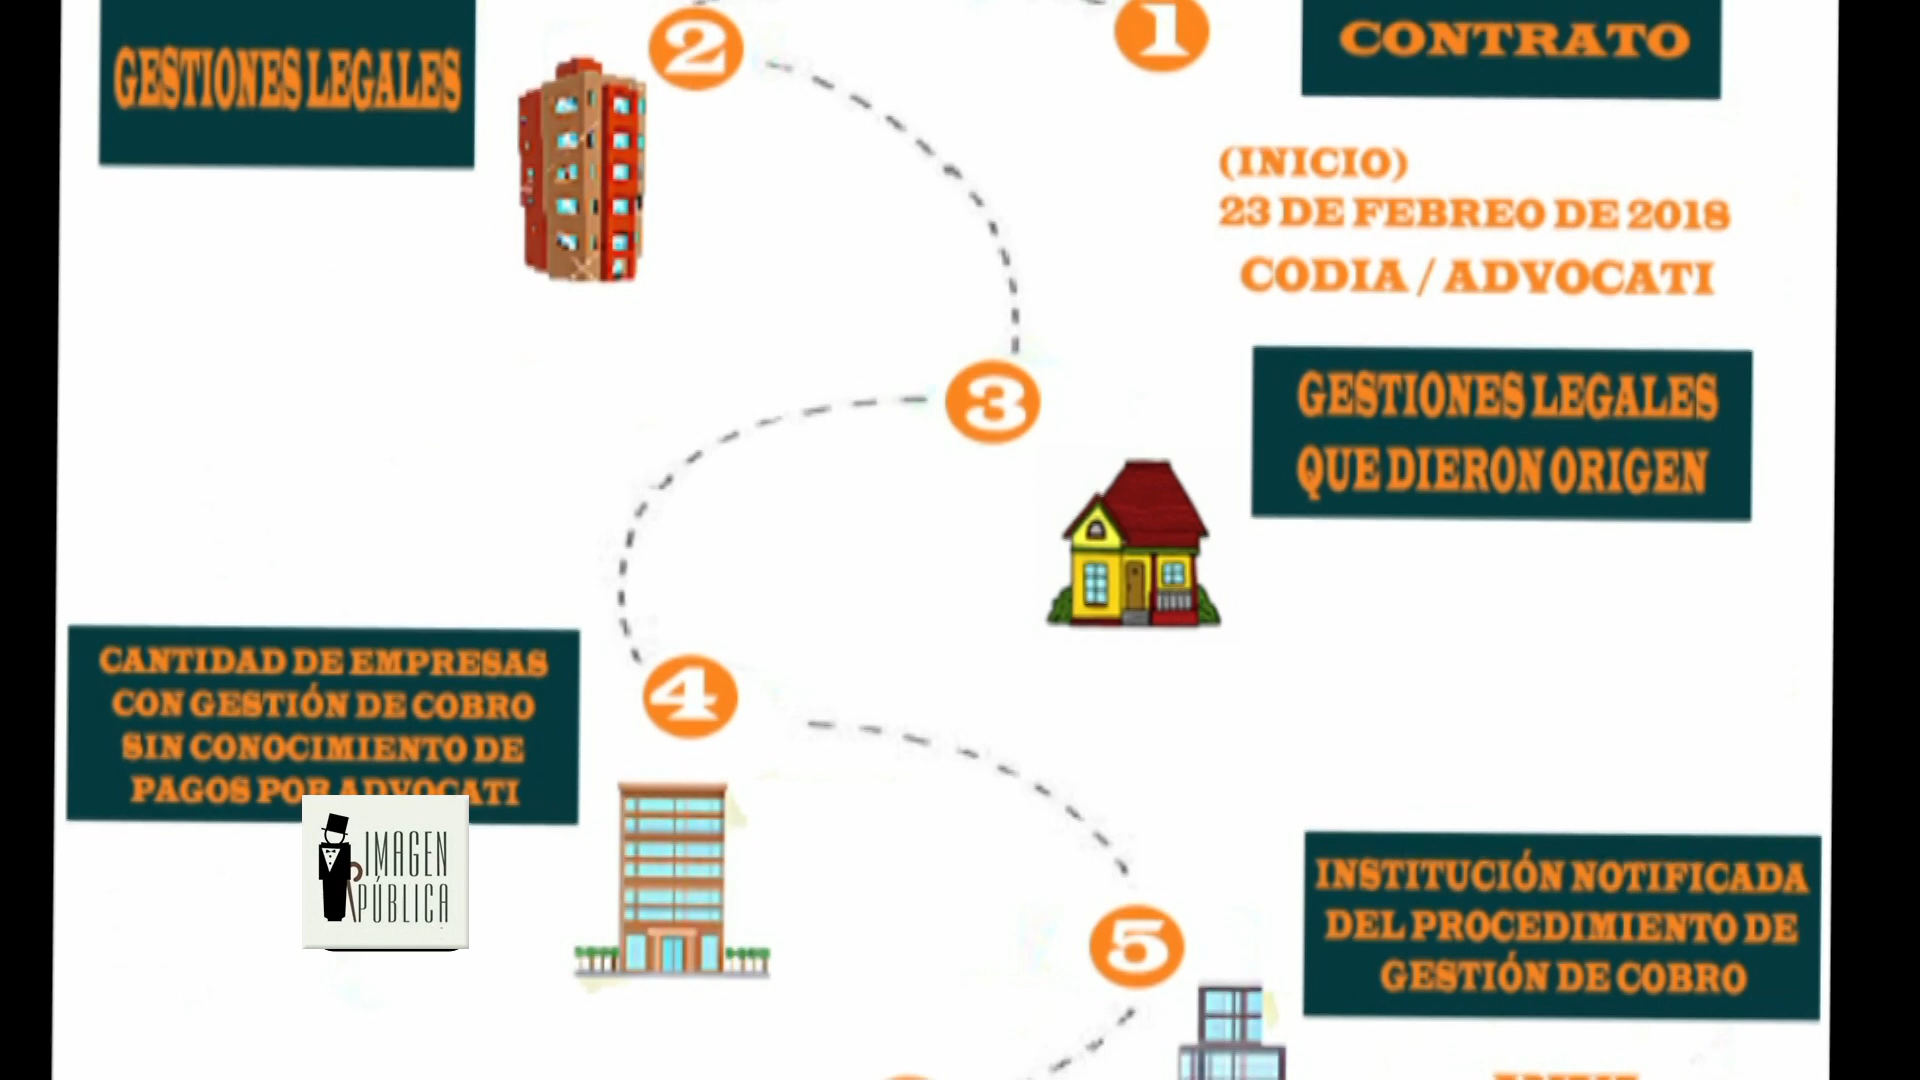 1
CONTRATO
(INICIO)
23 DE FEBREO DE 2018
CODIA / ADVOCATI
2
GESTIONES LEGALES
3
GESTIONES LEGALES
QUE DIERON ORIGEN
4
CANTIDAD DE EMPRESAS
CON GESTIÓN DE COBRO
SIN CONOCIMIENTO DE
PAGOS POR ADVOCATI
IMAGEN
PÚBLICA
5
INSTITUCIÓN NOTIFICADA
DEL PROCEDIMIENTO DE
GESTIÓN DE COBRO